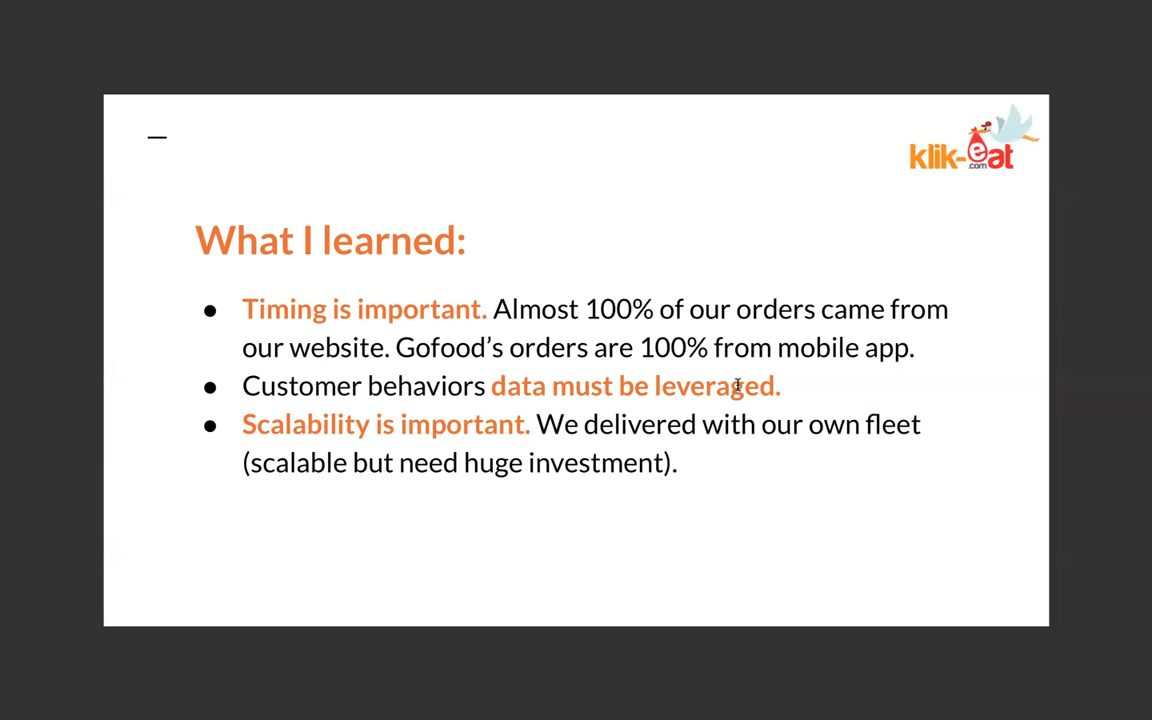 klik-eat
.com
What I learned:
● Timing is important. Almost 100% of our orders came from
our website. Gofood’s orders are 100% from mobile app.
● Customer behaviors data must be leveraged.
● Scalability is important. We delivered with our own fleet
(scalable but need huge investment).